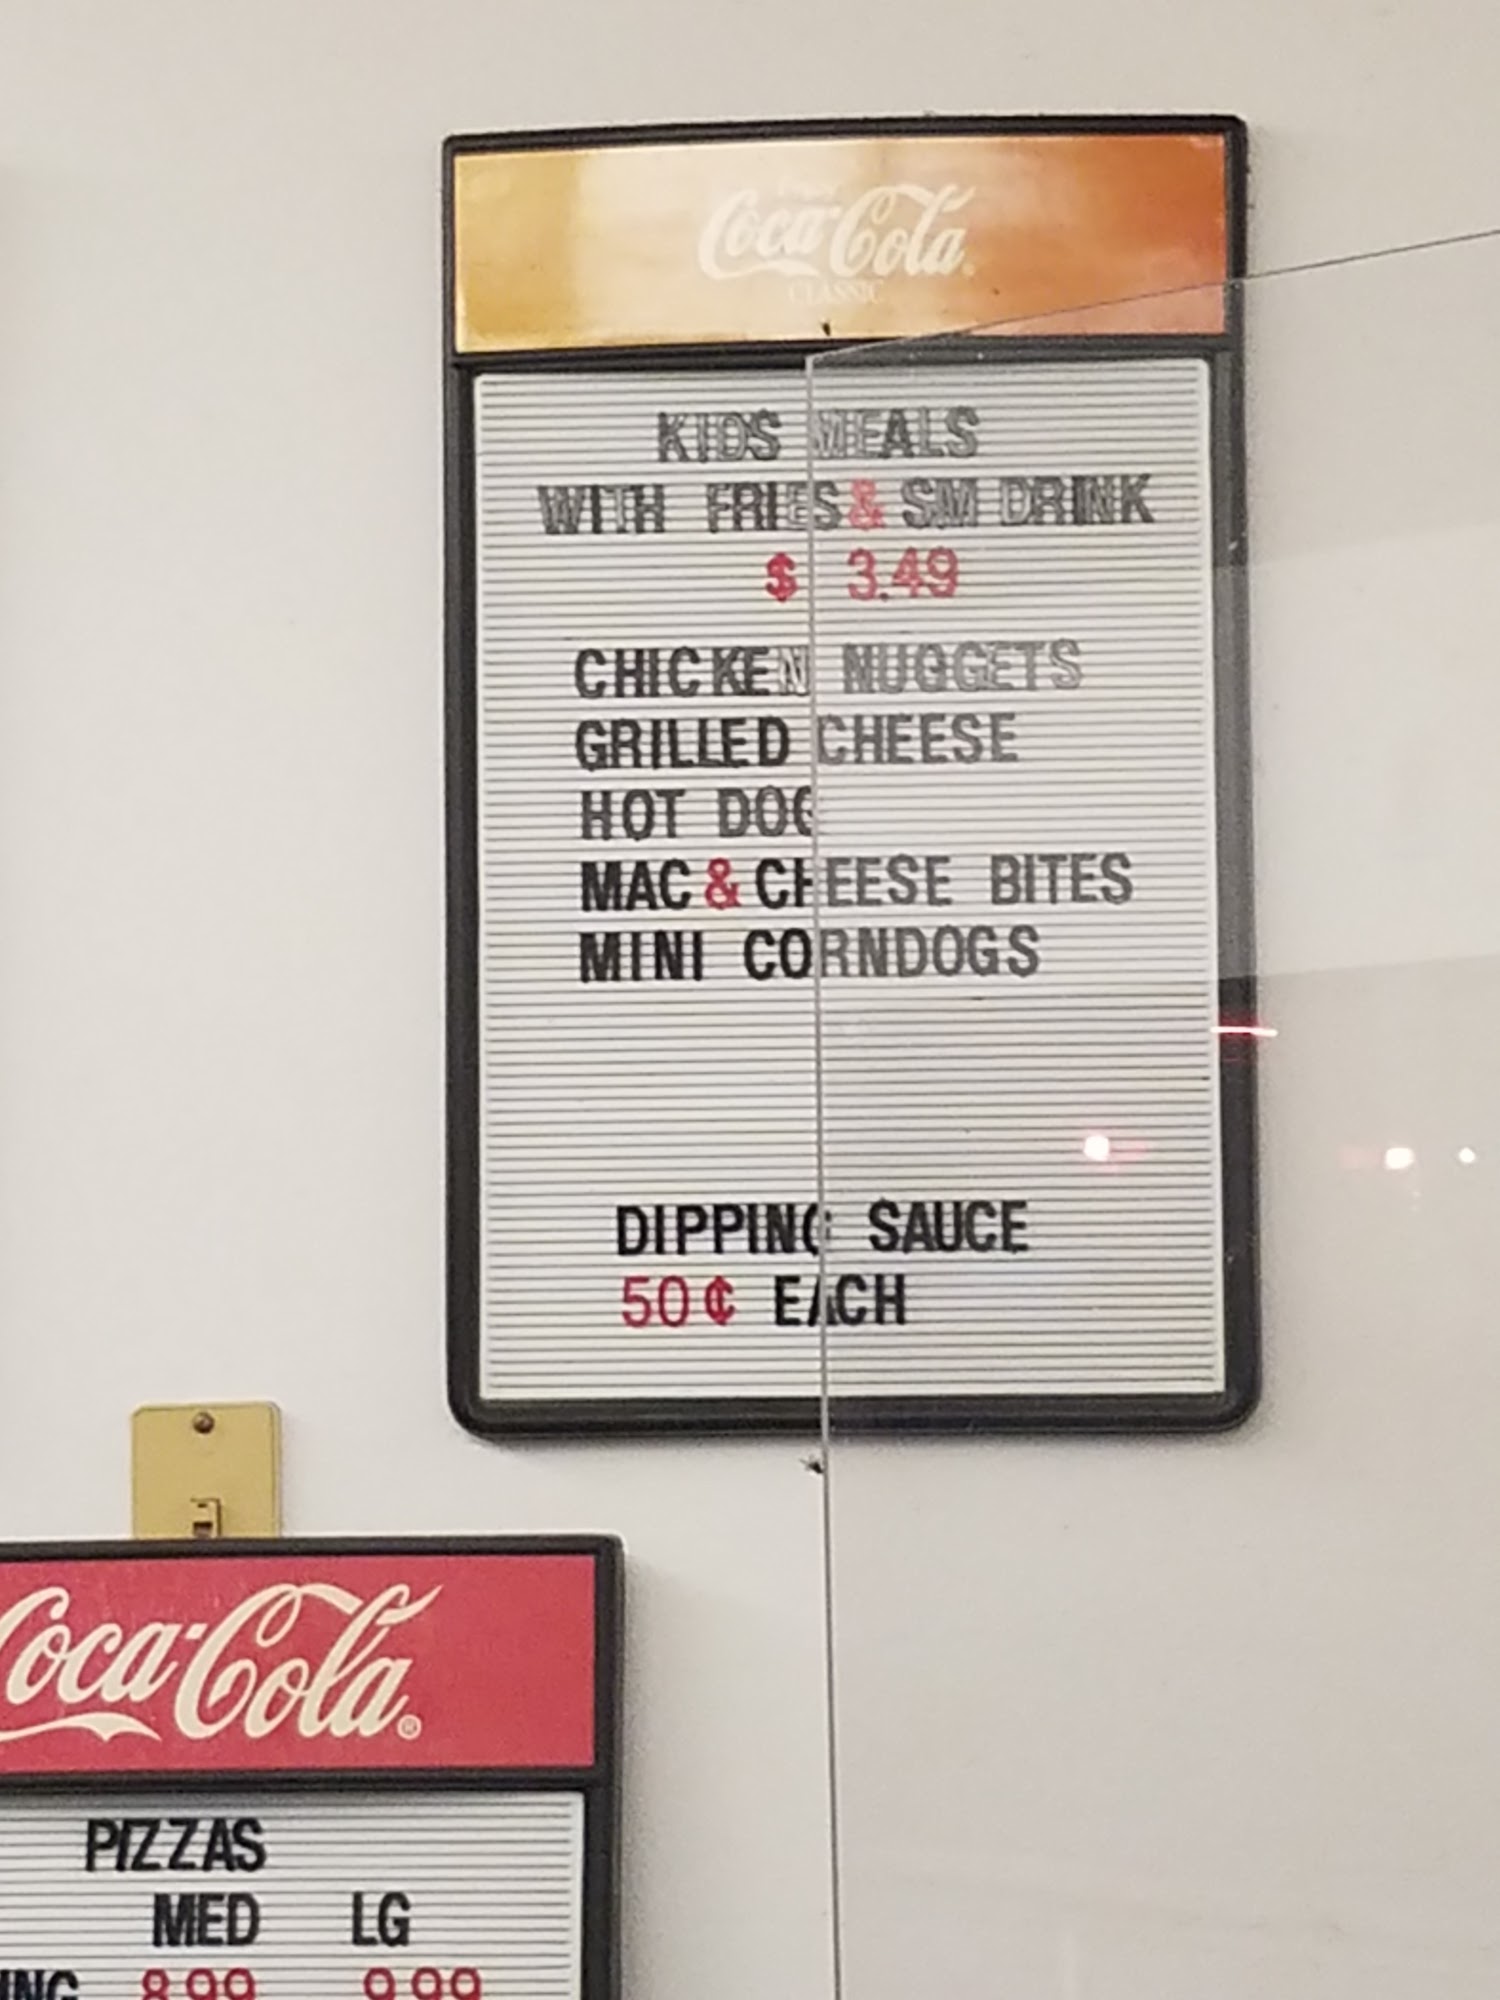 Coca-Cola
CLASSIC
KIDS MEALS
WITH FRIES & SM DRINK
$ 3.49
CHICKEN NUGGETS
GRILLED CHEESE
HOT DOG
MAC & CHEESE BITES
MINI CORNDOGS
DIPPING SAUCE
50¢ EACH
Coca-Cola®
PIZZAS
MED LG
8.99 9.99